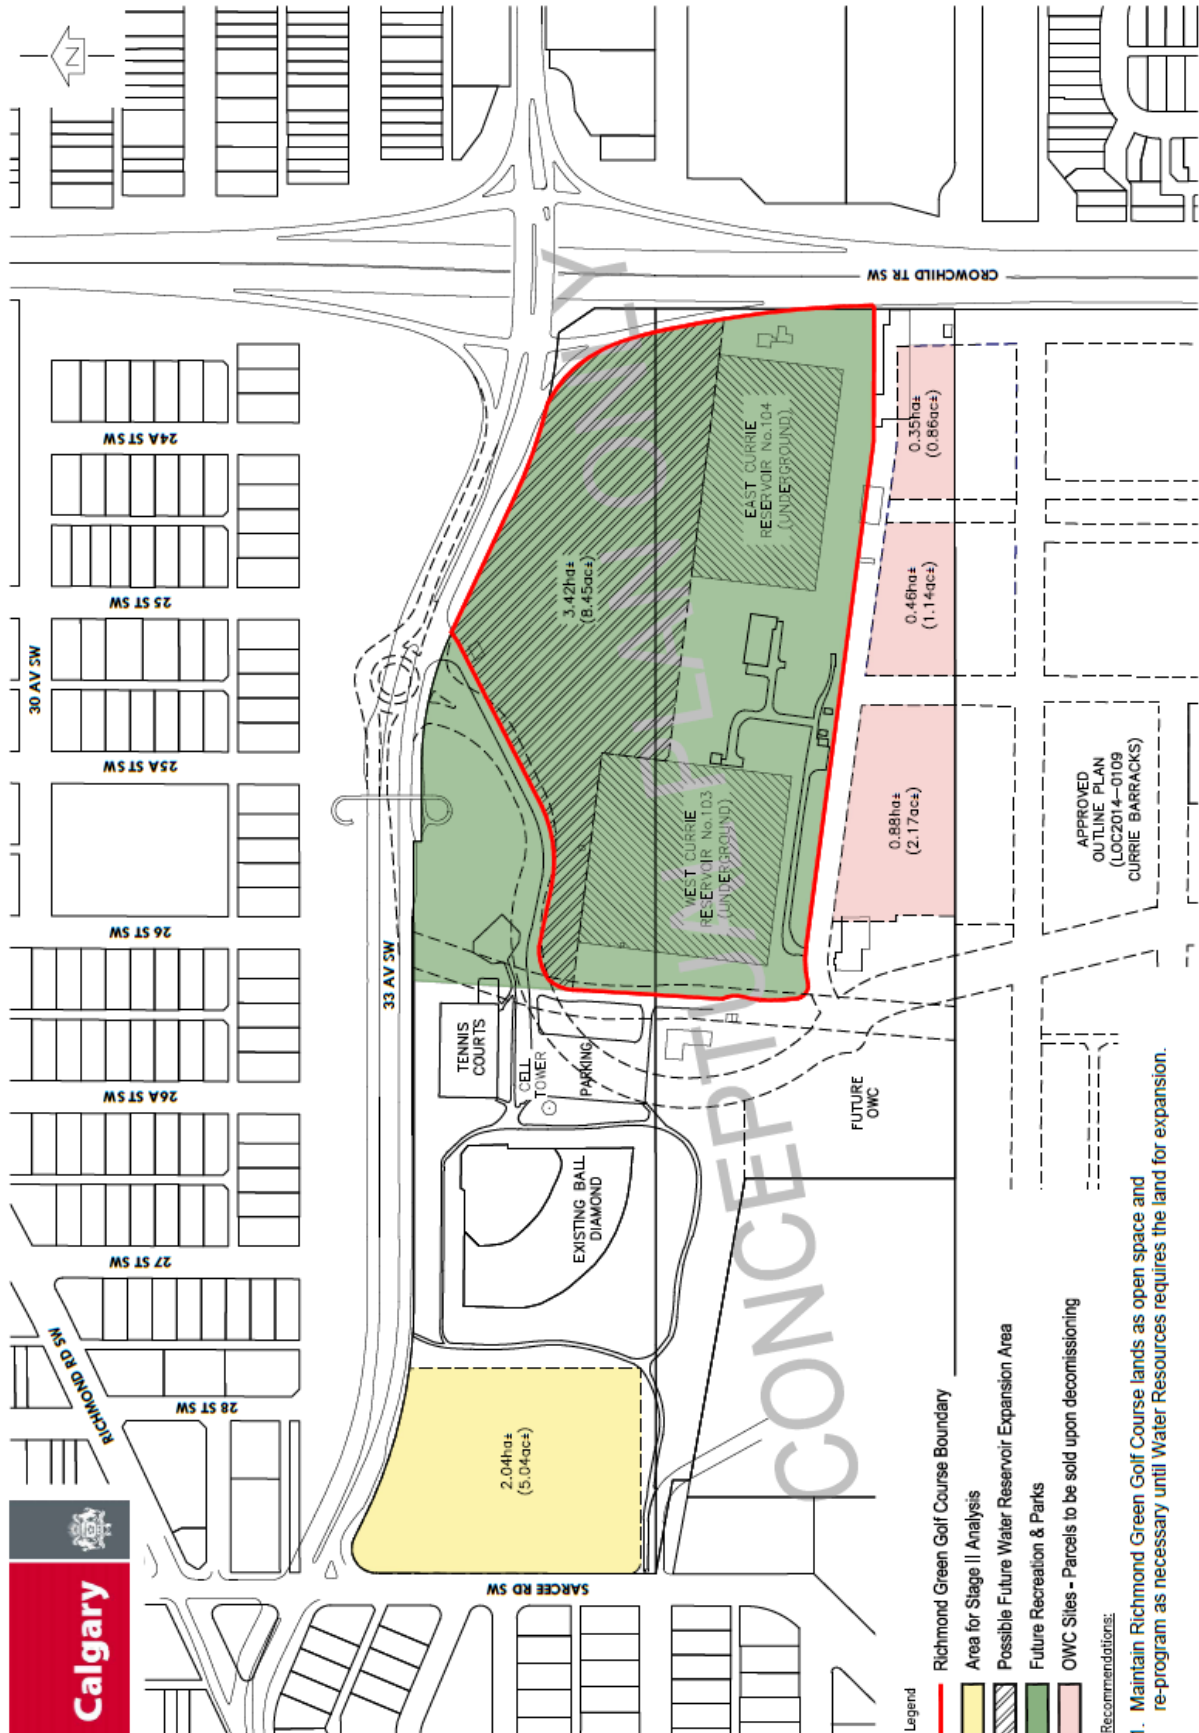 Calgary
N
30 AV SW
24A ST SW
25 ST SW
25A ST SW
26 ST SW
26A ST SW
27 ST SW
28 ST SW
RICHMOND RD SW
33 AV SW
SARCEE RD SW
CROWCHILD TR SW
2.04ha±
(5.04ac±)
EXISTING BALL
DIAMOND
TENNIS
COURTS
CELL
TOWER
PARKING
3.42ha±
(8.45ac±)
WEST CURRIE
RESERVOIR No.103
(UNDERGROUND)
EAST CURRIE
RESERVOIR No.104
(UNDERGROUND)
FUTURE
OWC
0.88ha±
(2.17ac±)
0.46ha±
(1.14ac±)
0.35ha±
(0.86ac±)
APPROVED
OUTLINE PLAN
(LOC2014-0109
CURRIE BARRACKS)
CONCEPTUAL PLAN ONLY
Legend
Richmond Green Golf Course Boundary
Area for Stage II Analysis
Possible Future Water Reservoir Expansion Area
Future Recreation & Parks
OWC Sites - Parcels to be sold upon decomissioning
Recommendations:
1. Maintain Richmond Green Golf Course lands as open space and
re-program as necessary until Water Resources requires the land for expansion.